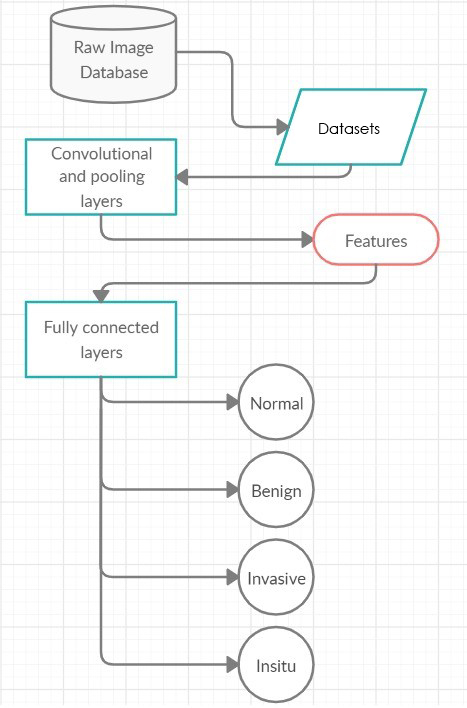 Raw Image
Database
Datasets
Convolutional
and pooling
layers
Features
Fully connected
layers
Normal
Benign
Invasive
Insitu